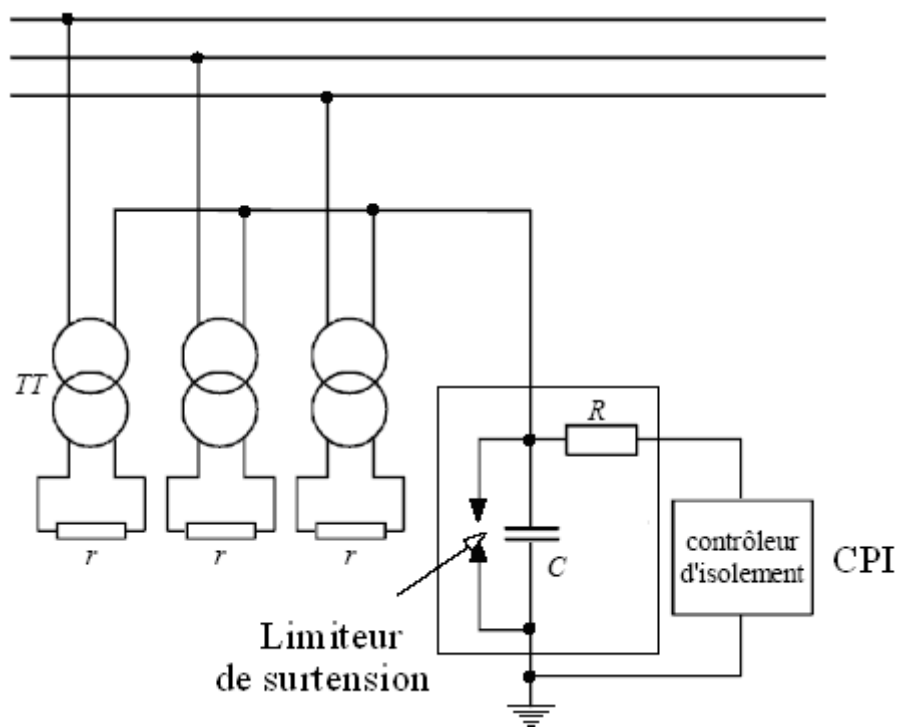 TT
r
r
r
R
C
contrôleur
d'isolement
CPI
Limiteur
de surtension